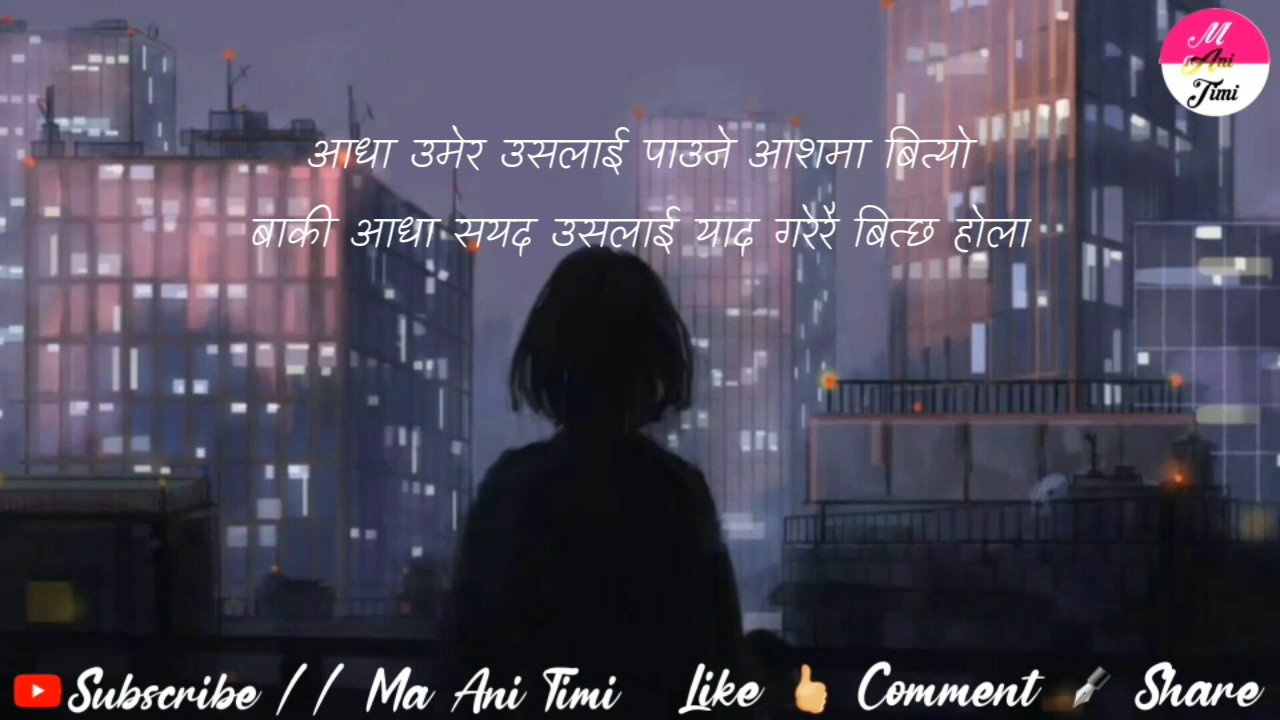 M
Ani
Timi
आधा उमेर उसलाई पाउने आशमा बित्यो
बाकी आधा सयद उसलाई याद गरेरै बित्छ होला
Subscribe // Ma Ani Timi Like Comment Share